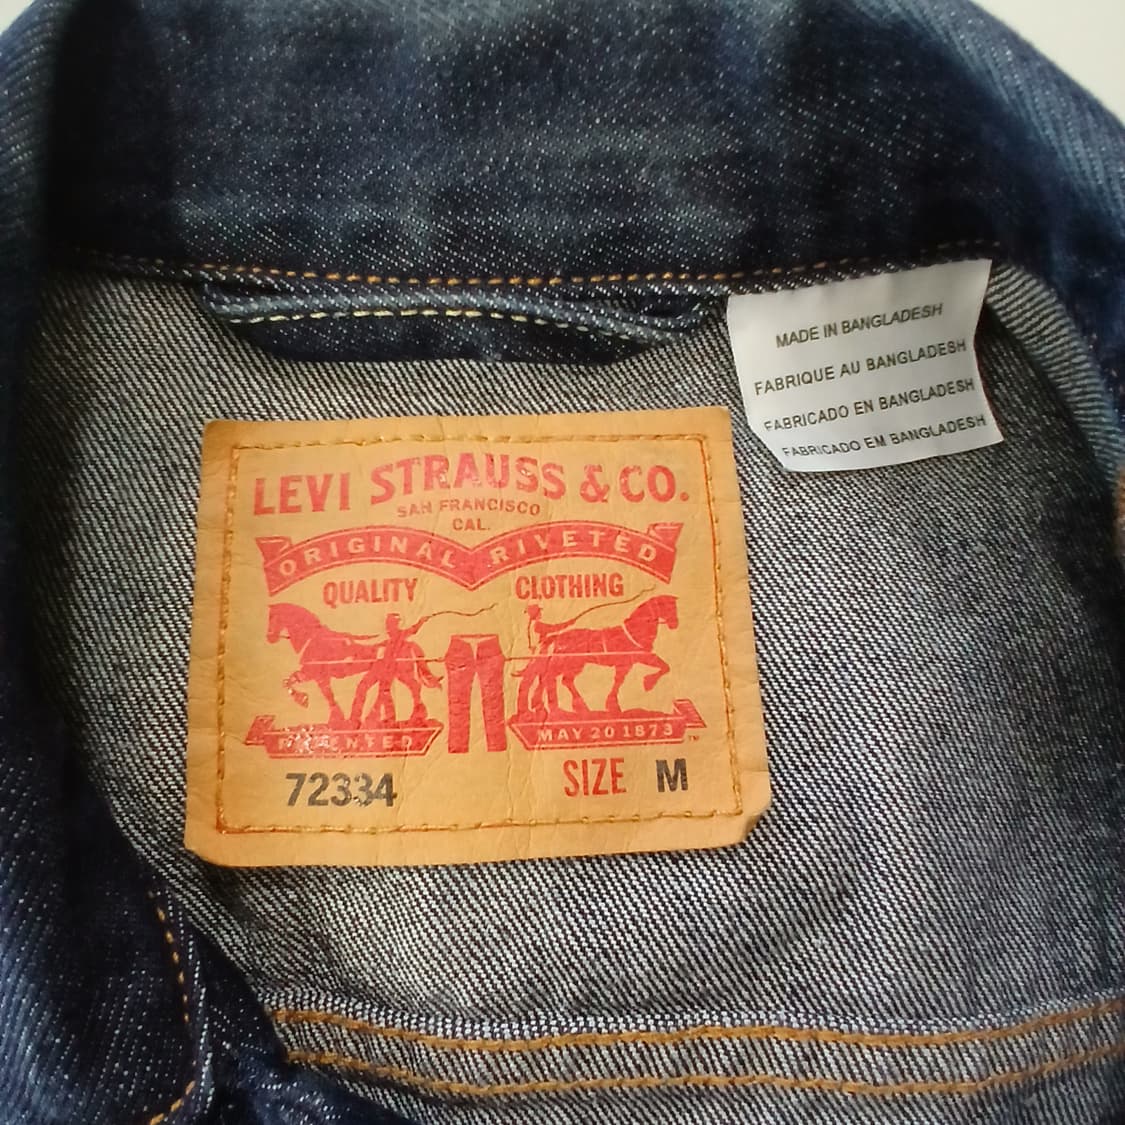 MADE IN BANGLADESH
FABRIQUE AU BANGLADESH
FABRICADO EN BANGLADESH
FABRICADO EM BANGLADESH
LEVI STRAUSS & CO.
SAN FRANCISCO
CAL.
ORIGINAL RIVETED
QUALITY CLOTHING
PATENTED MAY 20 1873
72334 SIZE M